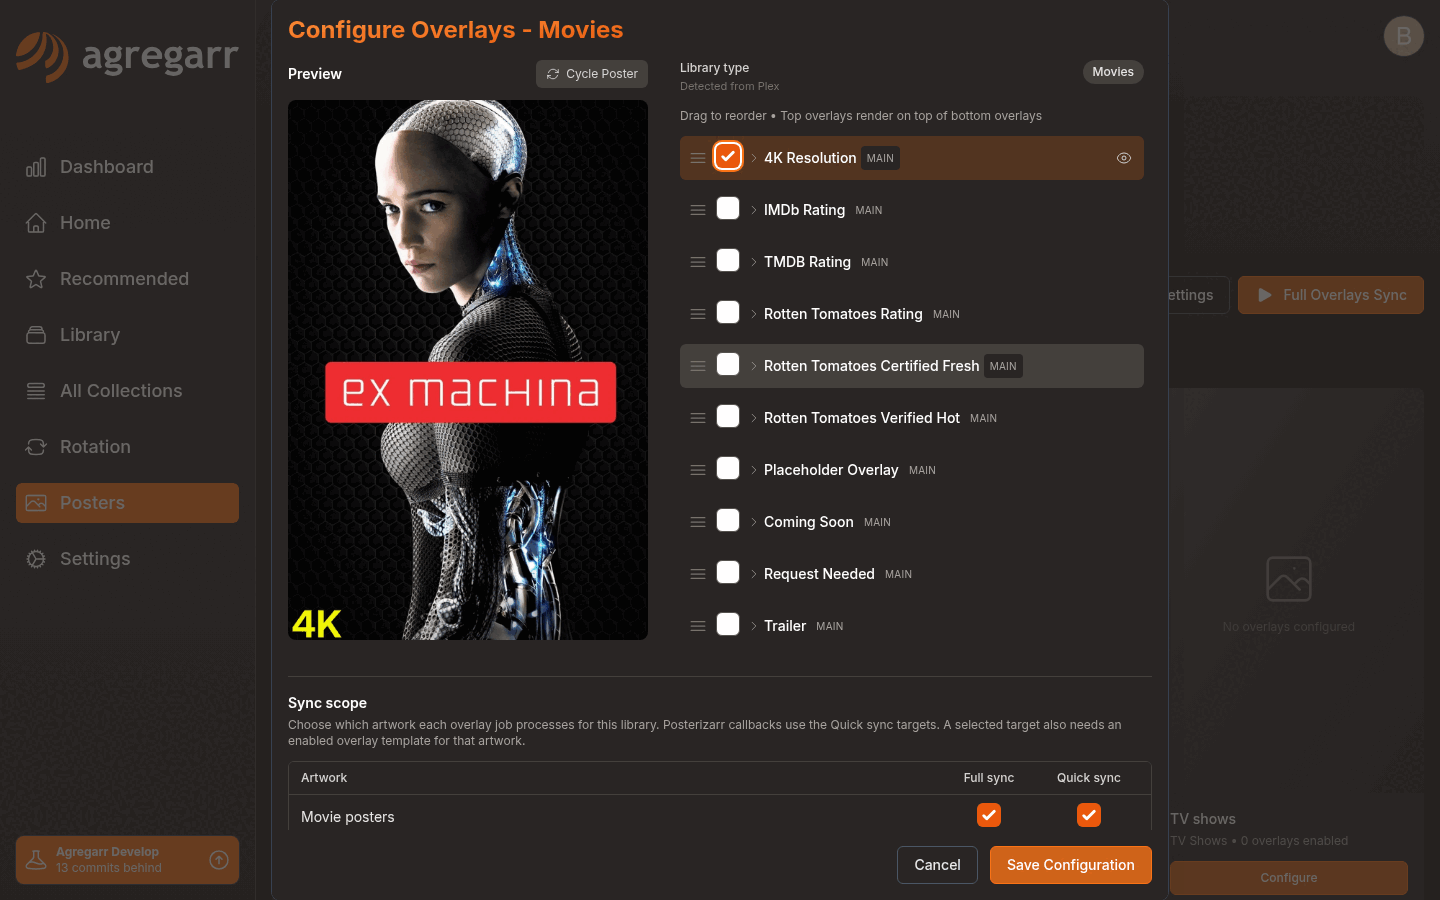 agregarr
Dashboard
Home
Recommended
Library
All Collections
Rotation
Posters
Settings
Agregarr Develop
13 commits behind
Configure Overlays - Movies
Preview
Cycle Poster
ex machina
4K
Library type
Detected from Plex
Movies
Drag to reorder • Top overlays render on top of bottom overlays
4K Resolution MAIN
IMDb Rating MAIN
TMDB Rating MAIN
Rotten Tomatoes Rating MAIN
Rotten Tomatoes Certified Fresh MAIN
Rotten Tomatoes Verified Hot MAIN
Placeholder Overlay MAIN
Coming Soon MAIN
Request Needed MAIN
Trailer MAIN
Sync scope
Choose which artwork each overlay job processes for this library. Posterizarr callbacks use the Quick sync targets. A selected target also needs an
enabled overlay template for that artwork.
Artwork Full sync Quick sync
Movie posters
Cancel
Save Configuration
B
ettings
Full Overlays Sync
No overlays configured
TV shows
TV Shows • 0 overlays enabled
Configure